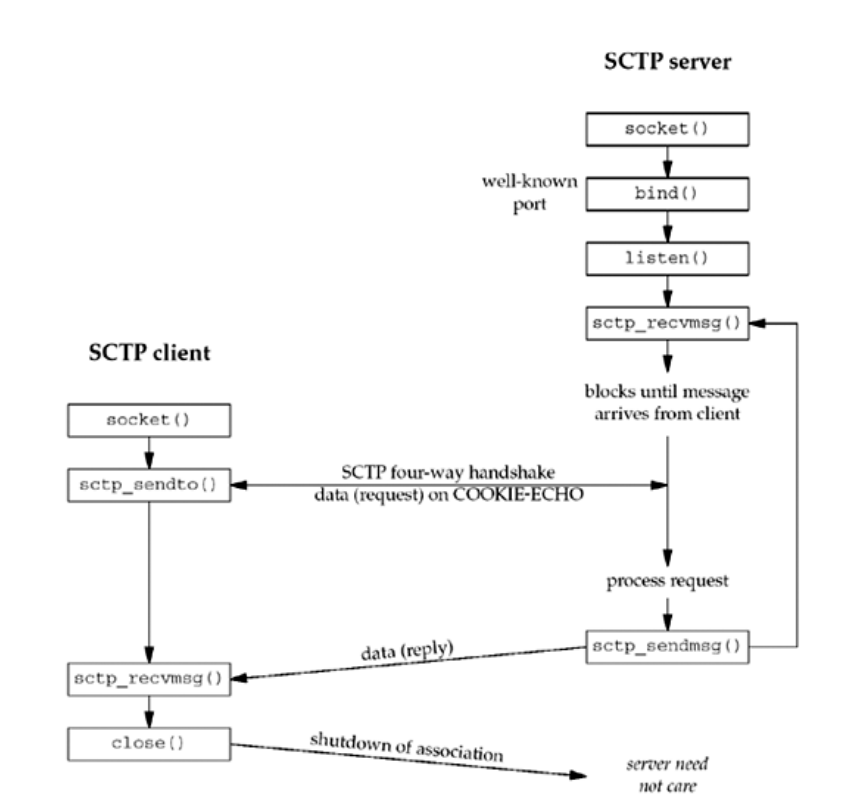 SCTP server
socket()
well-known
port
bind()
listen()
sctp_recvmsg()
blocks until message
arrives from client
SCTP client
socket()
sctp_sendto()
SCTP four-way handshake
data (request) on COOKIE-ECHO
process request
sctp_sendmsg()
data (reply)
sctp_recvmsg()
close()
shutdown of association
server need
not care